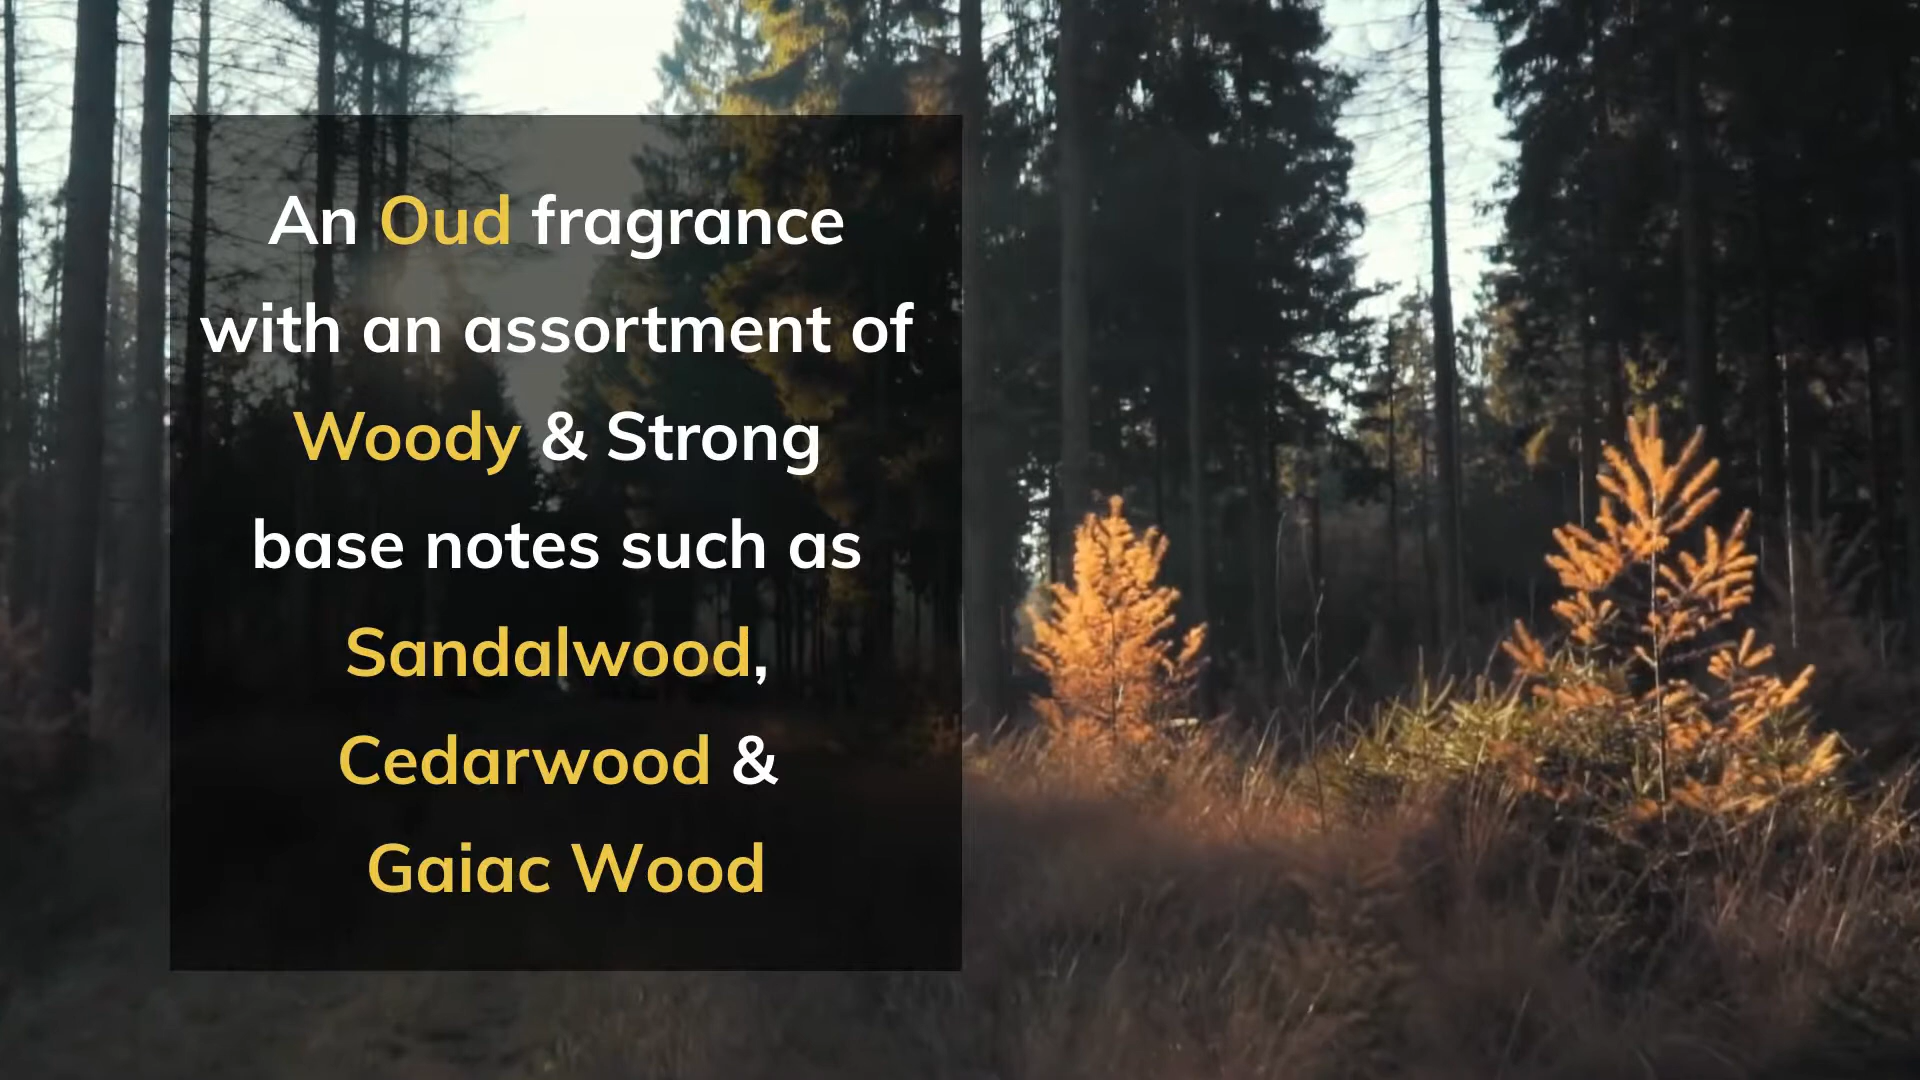 An Oud fragrance
with an assortment of
Woody & Strong
base notes such as
Sandalwood,
Cedarwood &
Gaiac Wood